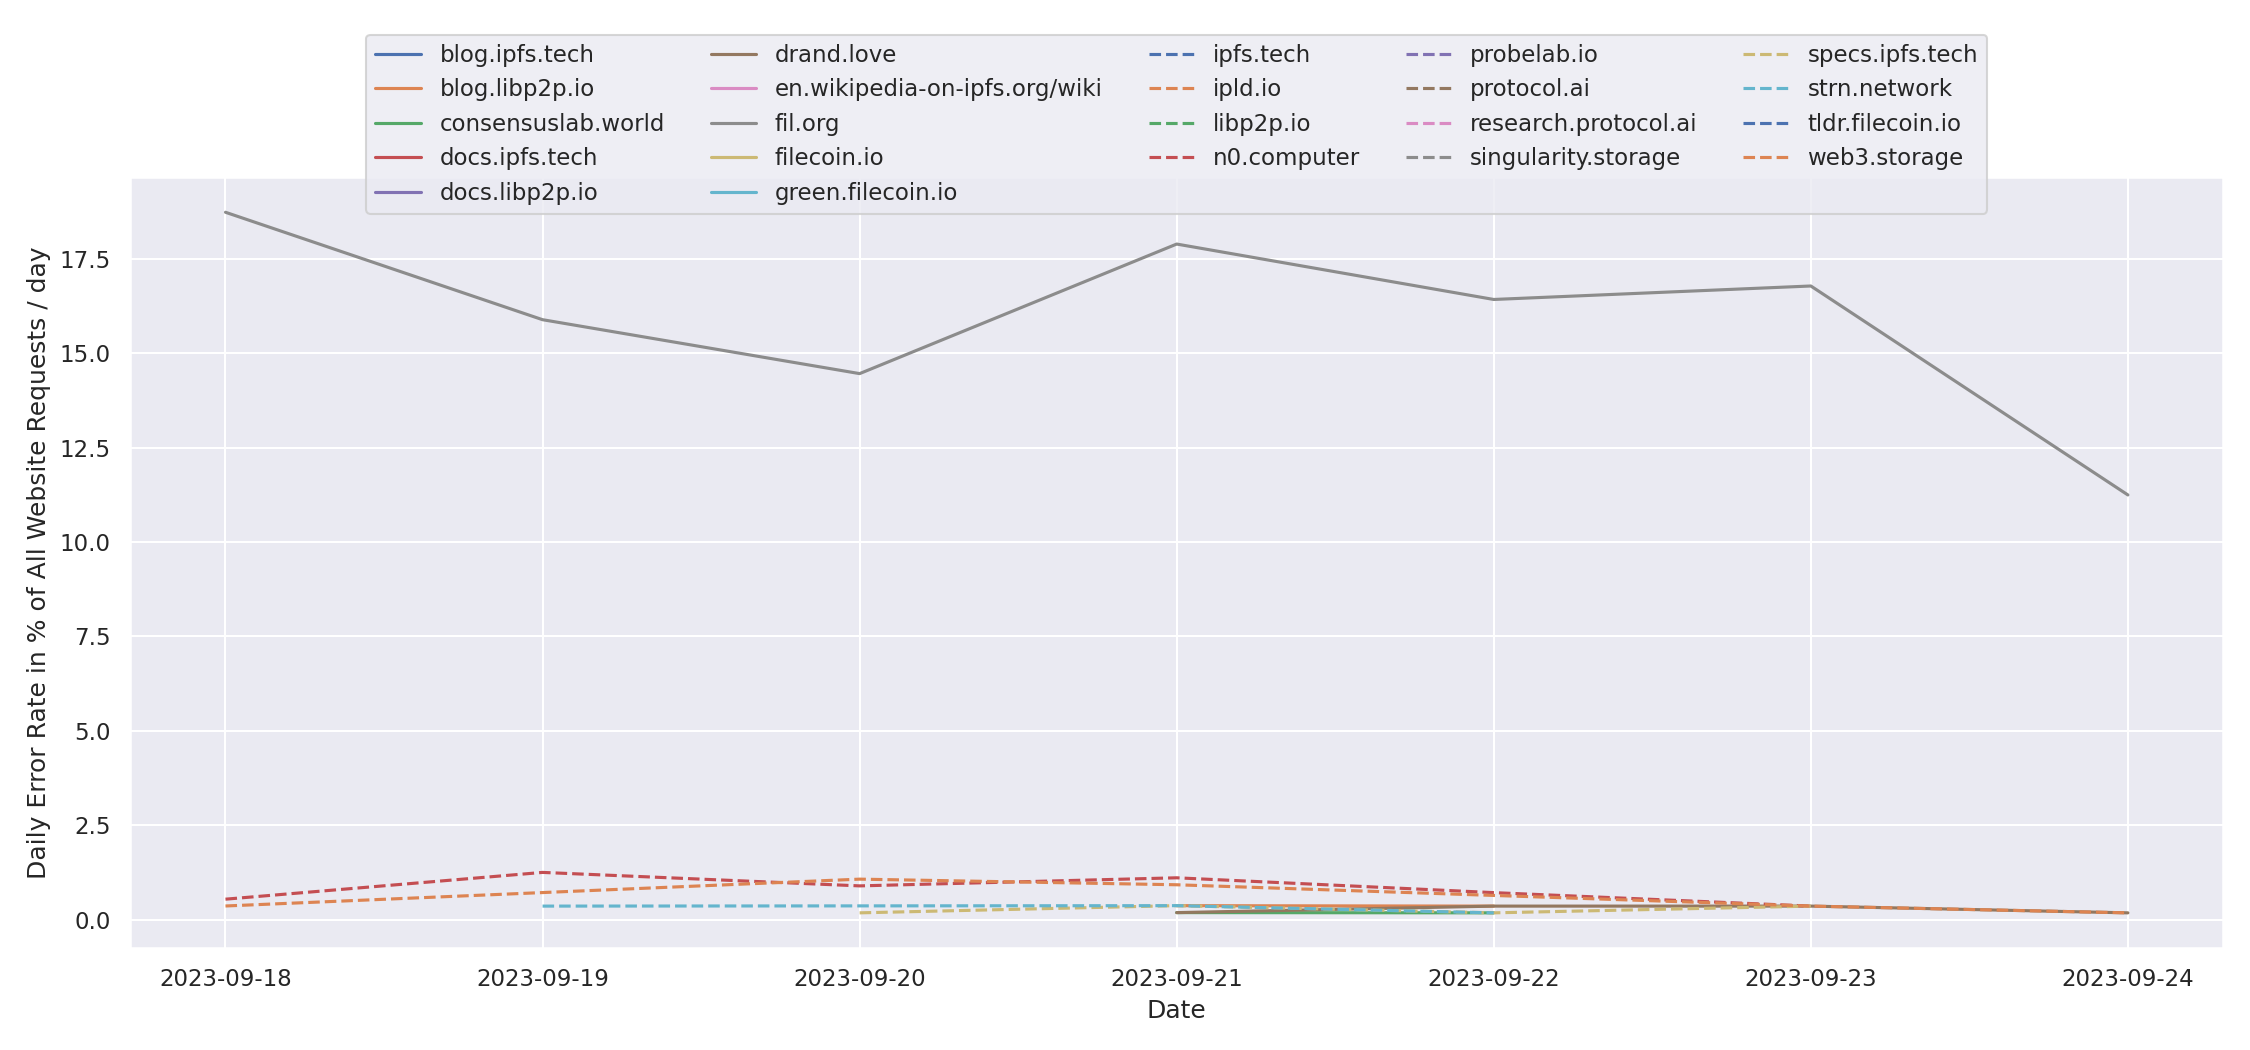 blog.ipfs.tech
blog.libp2p.io
consensuslab.world
docs.ipfs.tech
docs.libp2p.io
drand.love
en.wikipedia-on-ipfs.org/wiki
fil.org
filecoin.io
green.filecoin.io
ipfs.tech
ipld.io
libp2p.io
n0.computer
probelab.io
protocol.ai
research.protocol.ai
singularity.storage
specs.ipfs.tech
strn.network
tldr.filecoin.io
web3.storage
Daily Error Rate in % of All Website Requests / day
17.5
15.0
12.5
10.0
7.5
5.0
2.5
0.0
2023-09-18
2023-09-19
2023-09-20
2023-09-21
2023-09-22
2023-09-23
2023-09-24
Date